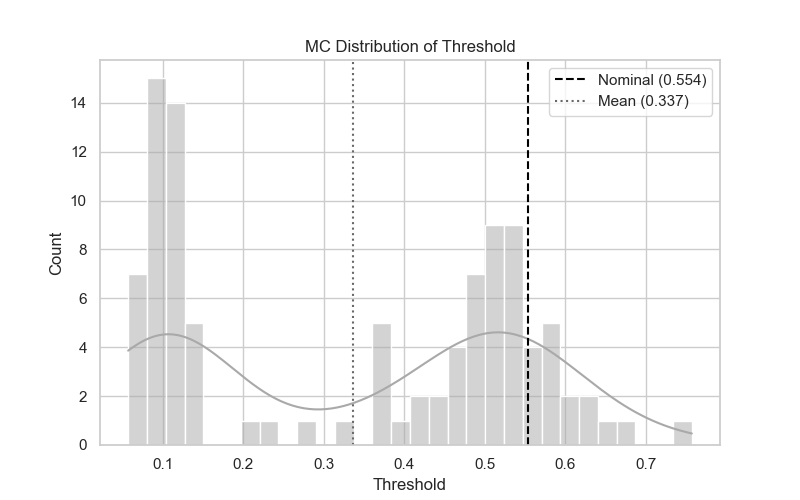 MC Distribution of Threshold
Nominal (0.554)
Mean (0.337)
Count
14
12
10
8
6
4
2
0
0.1 0.2 0.3 0.4 0.5 0.6 0.7
Threshold